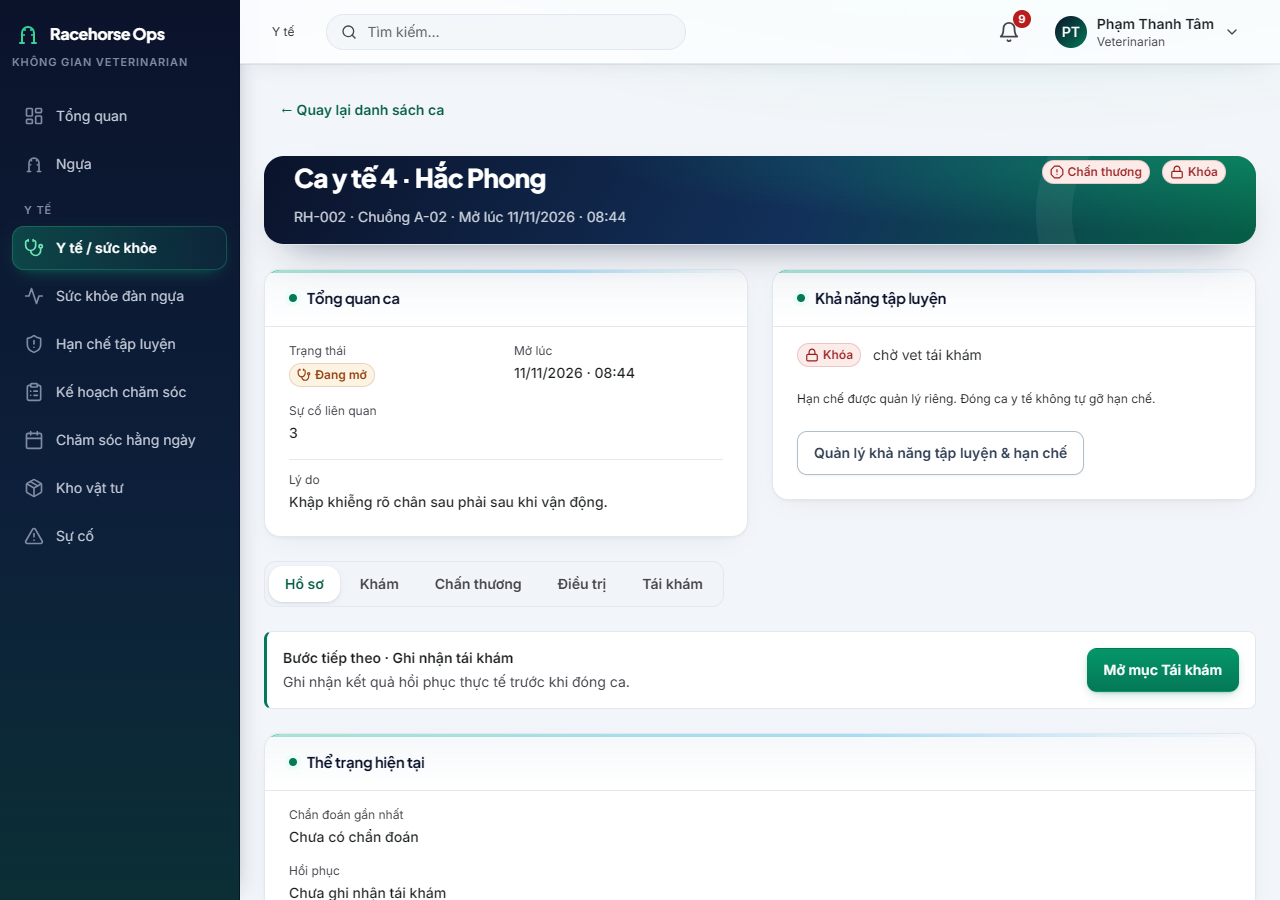 Racehorse Ops
KHÔNG GIAN VETERINARIAN
Tổng quan
Ngựa
Y TẾ
Y tế / sức khỏe
Sức khỏe đàn ngựa
Hạn chế tập luyện
Kế hoạch chăm sóc
Chăm sóc hằng ngày
Kho vật tư
Sự cố
Y tế
Tìm kiếm...
9
PT
Phạm Thanh Tâm
Veterinarian
← Quay lại danh sách ca
Ca y tế 4 · Hắc Phong
Chấn thương
Khóa
RH-002 · Chuồng A-02 · Mở lúc 11/11/2026 · 08:44
Tổng quan ca
Trạng thái
Đang mở
Mở lúc
11/11/2026 · 08:44
Sự cố liên quan
3
Lý do
Khập khiễng rõ chân sau phải sau khi vận động.
Khả năng tập luyện
Khóa
chờ vet tái khám
Hạn chế được quản lý riêng. Đóng ca y tế không tự gỡ hạn chế.
Quản lý khả năng tập luyện & hạn chế
Hồ sơ
Khám
Chấn thương
Điều trị
Tái khám
Bước tiếp theo · Ghi nhận tái khám
Ghi nhận kết quả hồi phục thực tế trước khi đóng ca.
Mở mục Tái khám
Thể trạng hiện tại
Chẩn đoán gần nhất
Chưa có chẩn đoán
Hồi phục
Chưa ghi nhận tái khám